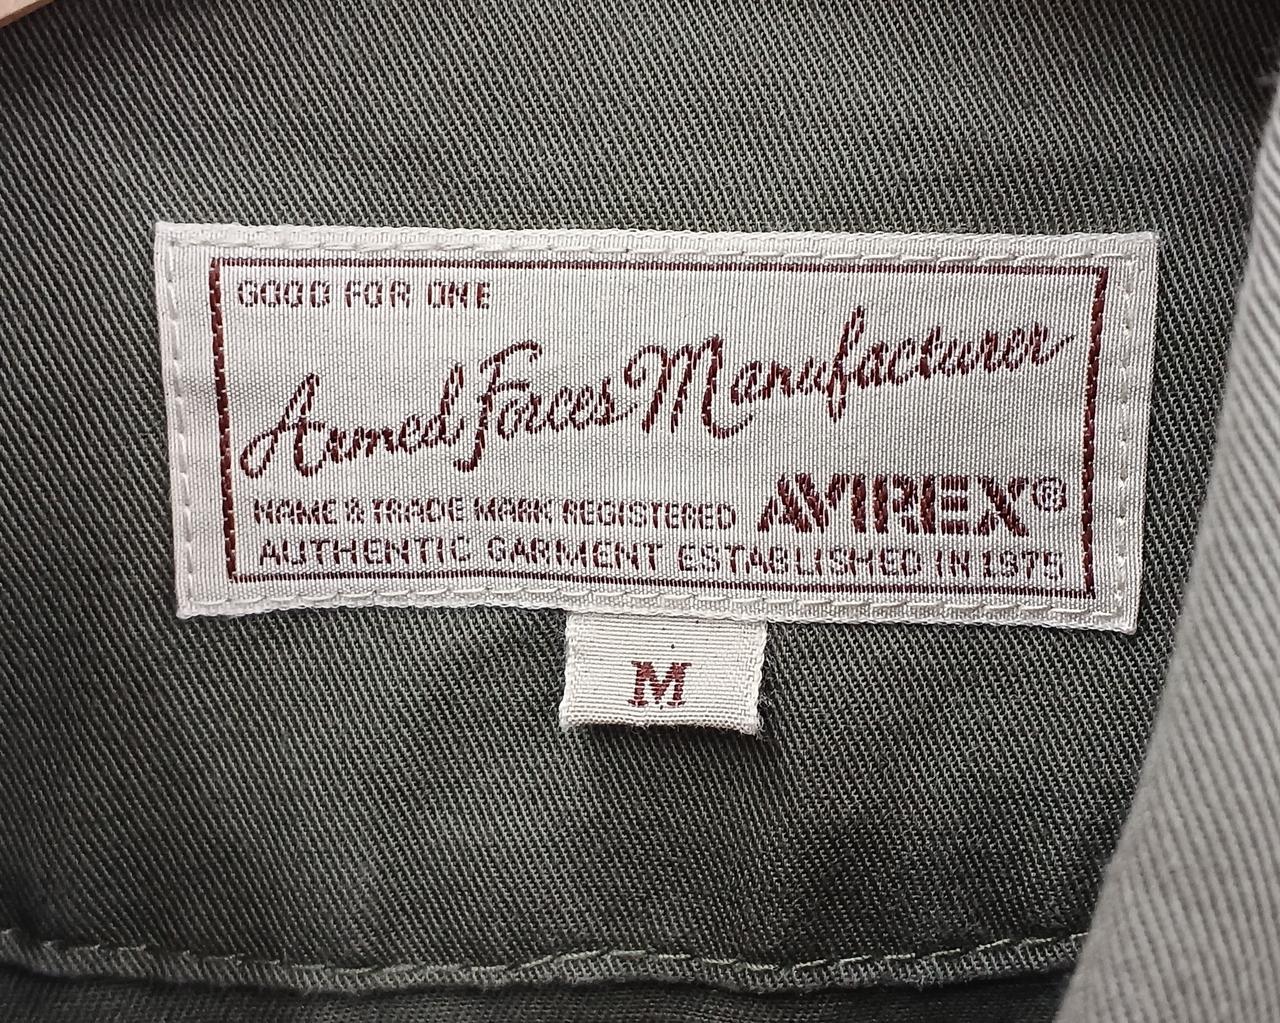 GOOD FOR ONE
Armed Forces Manufacturer
NAME & TRADE MARK REGISTERED AVIREX®
AUTHENTIC GARMENT ESTABLISHED IN 1975
M